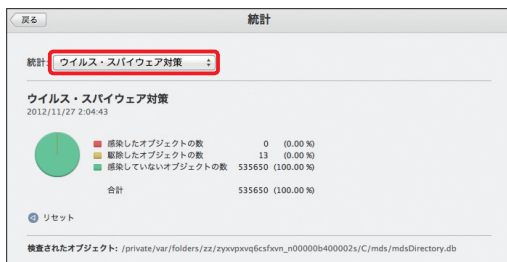 戻る
統計
統計: ウイルス・スパイウェア対策
ウイルス・スパイウェア対策
2012/11/27 2:04:43
感染したオブジェクトの数 0 (0.00 %)
駆除したオブジェクトの数 13 (0.00 %)
感染していないオブジェクトの数 535650 (100.00 %)
合計 535650 (100.00 %)
リセット
検査されたオブジェクト: /private/var/folders/zz/zyxvpxvq6csfxvn_n00000b400002s/C/mds/mdsDirectory.db